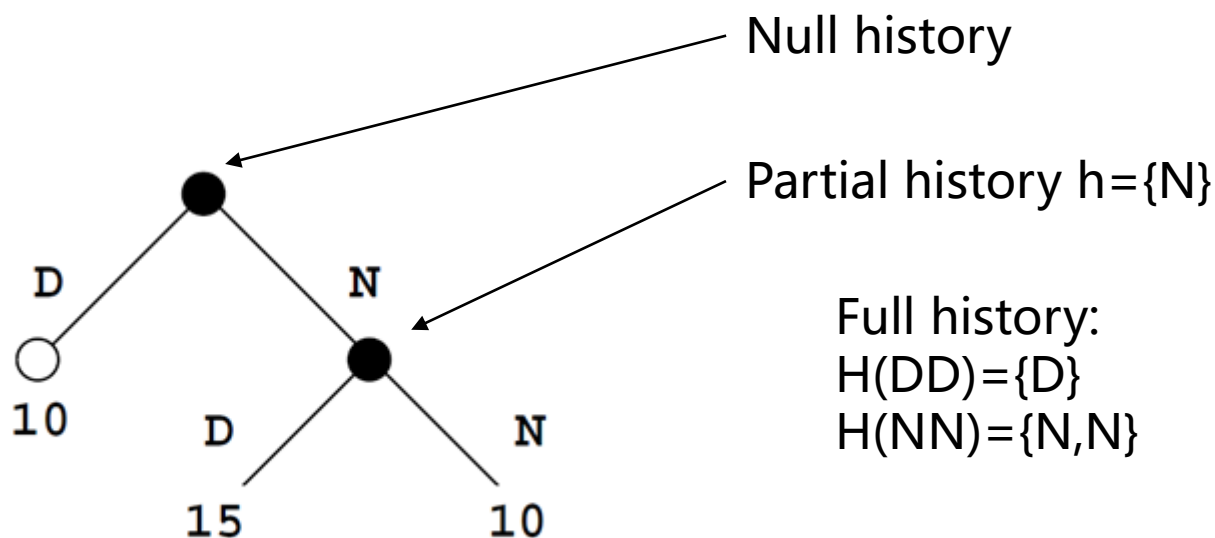 Null history
Partial history h={N}
D
N
Full history:
H(DD)={D}
H(NN)={N,N}
10
D
N
15
10